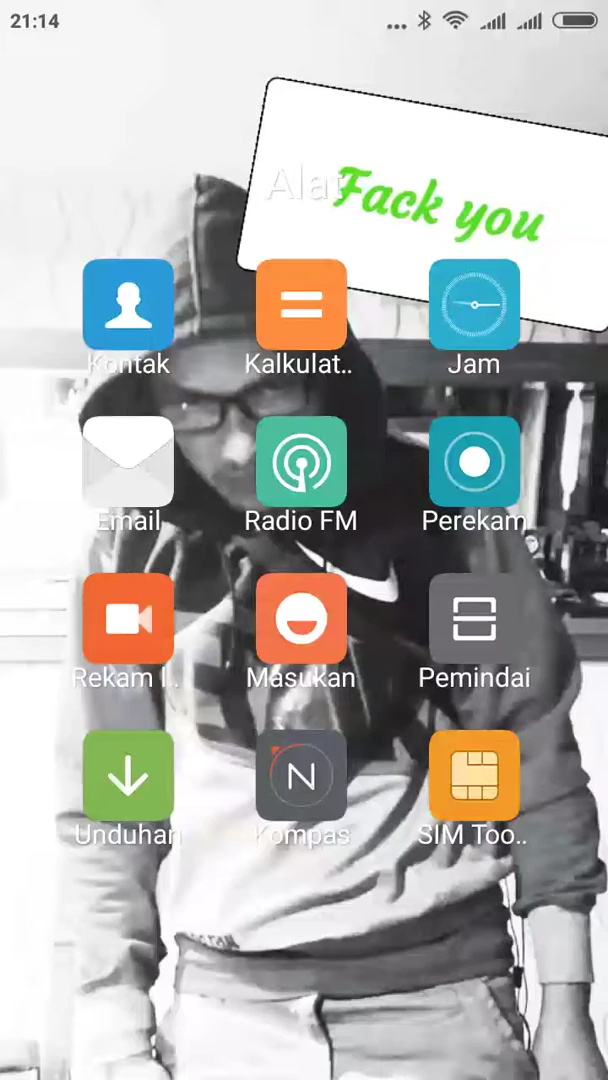 21:14
Alat
Fack you
Kontak
Kalkulat..
Jam
Email
Radio FM
Perekam
Rekam l..
Masukan
Pemindai
N
Unduhan
Kompas
SIM Too..